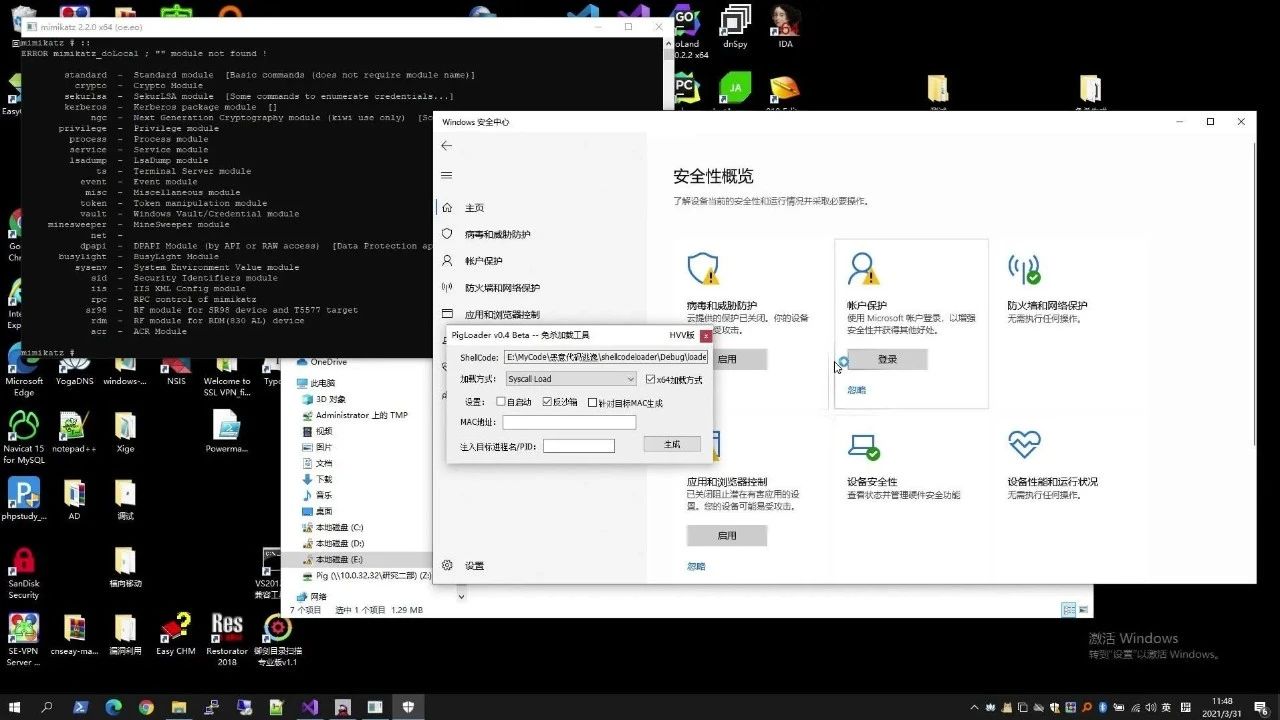 mimikatz 2.2.0 x64 (oe.eo)
mimikatz # ::
ERROR mimikatz_doLocal ; "" module not found !
standard - Standard module [Basic commands (does not require module name)]
crypto - Crypto Module
sekurlsa - SekurLSA module [Some commands to enumerate credentials...]
kerberos - Kerberos package module []
ngc - Next Generation Cryptography module (kiwi use only) [So
privilege - Privilege module
process - Process module
service - Service module
lsadump - LsaDump module
ts - Terminal Server module
event - Event module
misc - Miscellaneous module
token - Token manipulation module
vault - Windows Vault/Credential module
minesweeper - MineSweeper module
net -
dpapi - DPAPI Module (by API or RAW access) [Data Protection ap
busylight - BusyLight Module
sysenv - System Environment Value module
sid - Security Identifiers module
iis - IIS XML Config module
rpc - RPC control of mimikatz
sr98 - RF module for SR98 device and T5577 target
rdm - RF module for RDM(830 AL) device
acr - ACR Module
mimikatz #
GO
oLand
0.2.2 x64
dnSpy
IDA
PC
JA
Windows 安全中心
主页
病毒和威胁防护
帐户保护
防火墙和网络保护
应用和浏览器控制
设置
安全性概览
了解设备当前的安全性和运行情况并采取必要操作。
病毒和威胁防护
云提供的保护已关闭。你的设备
受攻击。
启用
帐户保护
使用 Microsoft 帐户登录，以增强
安全性并获得其他好处。
登录
忽略
防火墙和网络保护
无需执行操作。
应用和浏览器控制
已关闭阻止潜在有害应用的设
置。您的设备可能易受攻击。
启用
忽略
设备安全性
查看状态并管理硬件安全功能
设备性能和运行状况
无需执行操作。
PigLoader v0.4 Beta -- 免杀加载工具
HVV版
ShellCode:
E:\MyCode\恶意代码逃逸\shellcodeloader\Debug\loade
加载方式:
Syscall Load
x64加载方式
设置:
自启动
反沙箱
针对目标MAC生成
MAC地址:
注入目标进程名/PID:
生成
OneDrive
此电脑
3D 对象
Administrator 上的 TMP
视频
图片
文档
下载
音乐
桌面
本地磁盘 (C:)
本地磁盘 (D:)
本地磁盘 (E:)
Pig (\\10.0.32.32\研究二部) (Z:)
网络
7 个项目
选中 1 个项目
1.29 MB
Microsoft
Edge
YogaDNS
windows-...
NSIS
Welcome to
SSL VPN_fi...
Navicat 15
for MySQL
notepad++
Xige
Powerma...
phpstudy_...
AD
调试
SanDisk
Security
横向移动
SE-VPN
Server ...
cnseay-ma...
漏洞利用
Easy CHM
Res
Restorator
2018
御剑目录扫描
专业版v1.1
激活 Windows
转到"设置"以激活 Windows。
英
11:48
2021/3/31